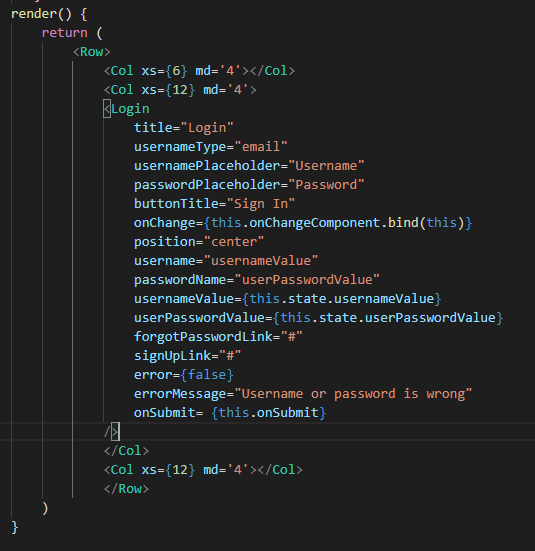 render() {
return (
<Row>
<Col xs={6} md='4'></Col>
<Col xs={12} md='4'>
<Login
title="Login"
usernameType="email"
usernamePlaceholder="Username"
passwordPlaceholder="Password"
buttonTitle="Sign In"
onChange={this.onChangeComponent.bind(this)}
position="center"
username="usernameValue"
passwordName="userPasswordValue"
usernameValue={this.state.usernameValue}
userPasswordValue={this.state.userPasswordValue}
forgotPasswordLink="#"
signUpLink="#"
error={false}
errorMessage="Username or password is wrong"
onSubmit= {this.onSubmit}
/>
</Col>
<Col xs={12} md='4'></Col>
</Row>
)
}